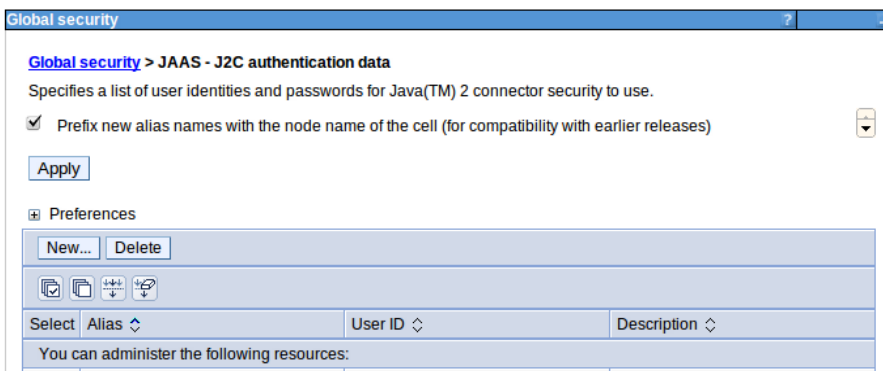 Global security ?
Global security > JAAS - J2C authentication data
Specifies a list of user identities and passwords for Java(TM) 2 connector security to use.
Prefix new alias names with the node name of the cell (for compatibility with earlier releases)
Apply
Preferences
New... Delete
Select Alias User ID Description
You can administer the following resources: